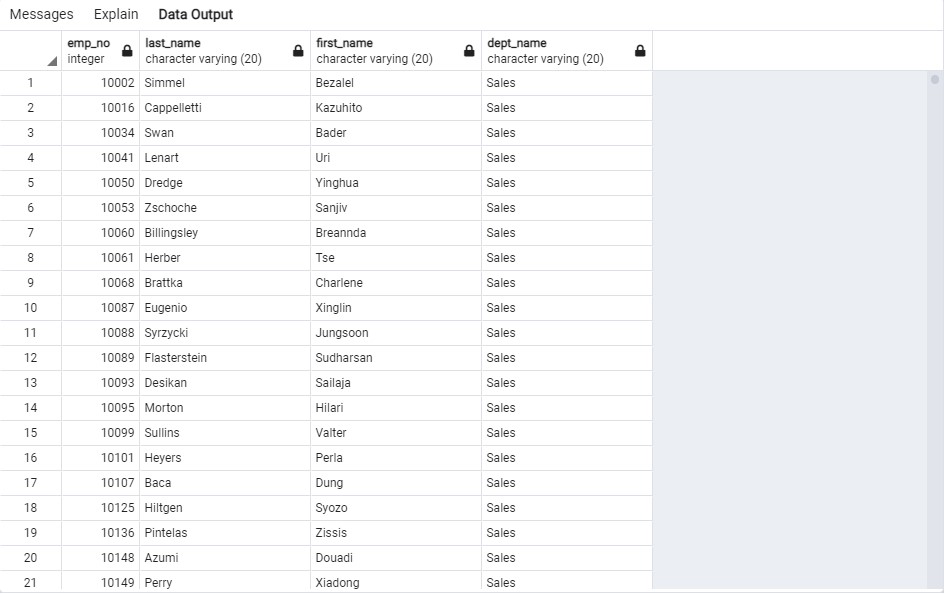 Messages Explain Data Output
emp_no last_name first_name dept_name
integer character varying (20) character varying (20) character varying (20)
1 10002 Simmel Bezalel Sales
2 10016 Cappelletti Kazuhito Sales
3 10034 Swan Bader Sales
4 10041 Lenart Uri Sales
5 10050 Dredge Yinghua Sales
6 10053 Zschoche Sanjiv Sales
7 10060 Billingsley Breannda Sales
8 10061 Herber Tse Sales
9 10068 Brattka Charlene Sales
10 10087 Eugenio Xinglin Sales
11 10088 Syrzycki Jungsoon Sales
12 10089 Flasterstein Sudharsan Sales
13 10093 Desikan Sailaja Sales
14 10095 Morton Hilari Sales
15 10099 Sullins Valter Sales
16 10101 Heyers Perla Sales
17 10107 Baca Dung Sales
18 10125 Hiltgen Syozo Sales
19 10136 Pintelas Zissis Sales
20 10148 Azumi Douadi Sales
21 10149 Perry Xiadong Sales